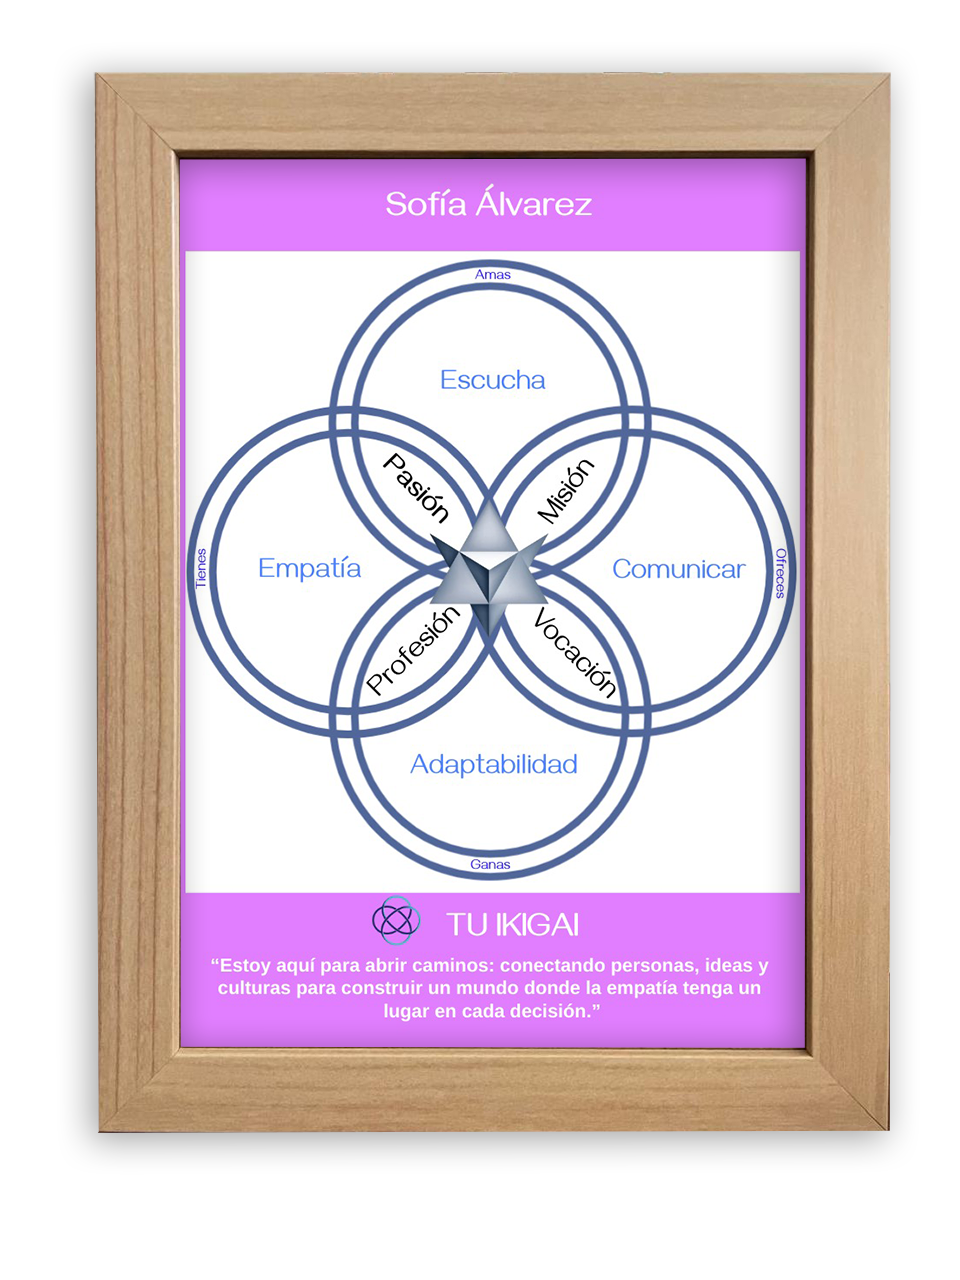 Sofía Álvarez
Amas
Escucha
Pasión
Misión
Tienes
Empatía
Comunicar
Ofreces
Profesión
Vocación
Adaptabilidad
Ganas
TU IKIGAI
“Estoy aquí para abrir caminos: conectando personas, ideas y
culturas para construir un mundo donde la empatía tenga un
lugar en cada decisión.”